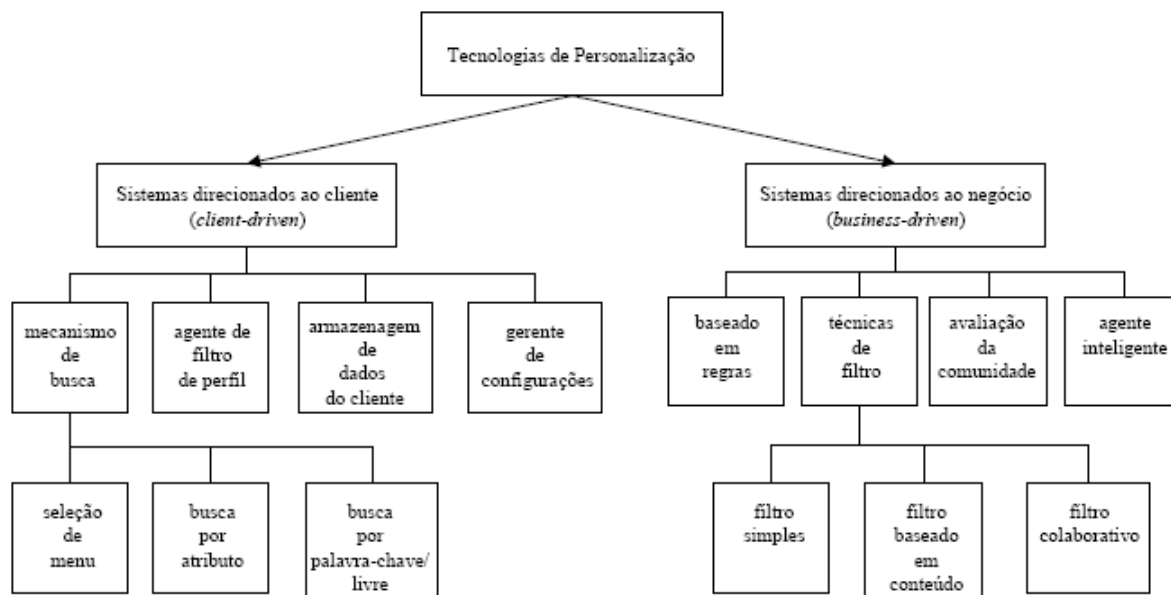 Tecnologias de Personalização
Sistemas direcionados ao cliente
(client-driven)
Sistemas direcionados ao negócio
(business-driven)
mecanismo
de
busca
agente de
filtro
de perfil
armazenagem
de
dados
do cliente
gerente
de
configurações
baseado
em
regras
técnicas
de
filtro
avaliação
da
comunidade
agente
inteligente
seleção
de
menu
busca
por
atributo
busca
por
palavra-chave/
livre
filtro
simples
filtro
baseado
em
conteúdo
filtro
colaborativo